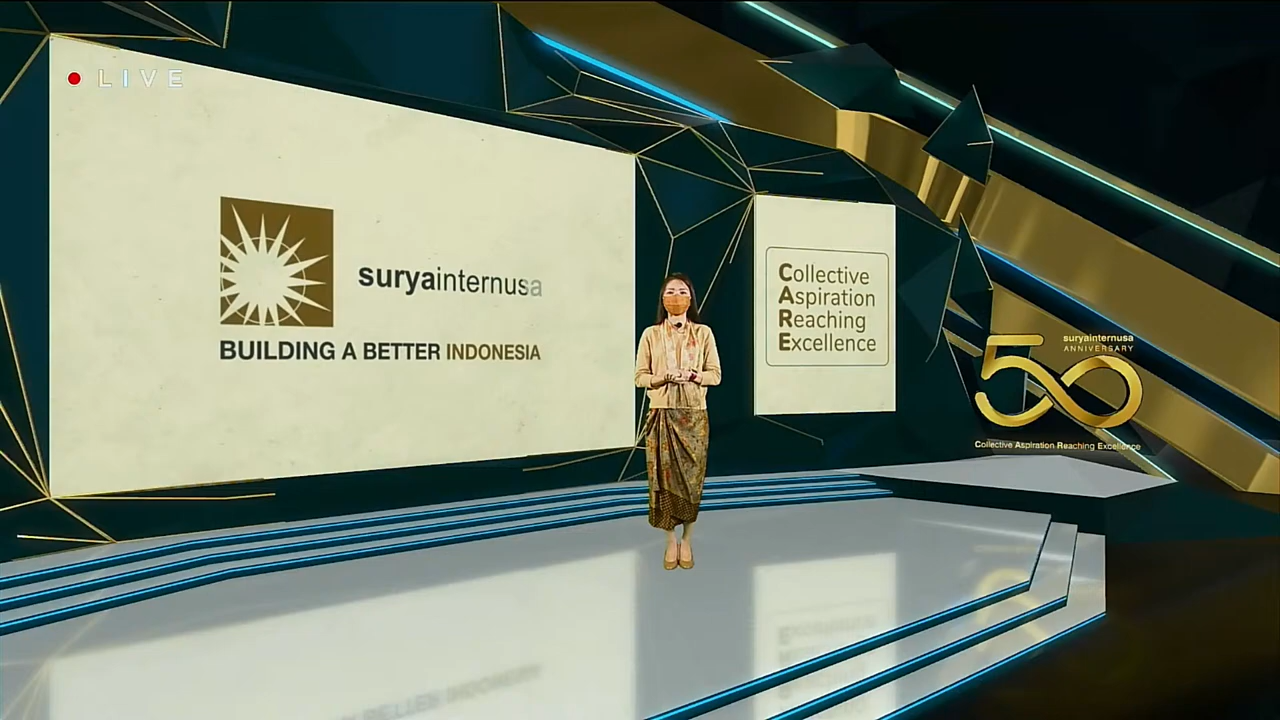 LIVE
suryainternusa
BUILDING A BETTER INDONESIA
Collective
Aspiration
Reaching
Excellence
50
suryainternusa
ANNIVERSARY
Collective Aspiration Reaching Excellence